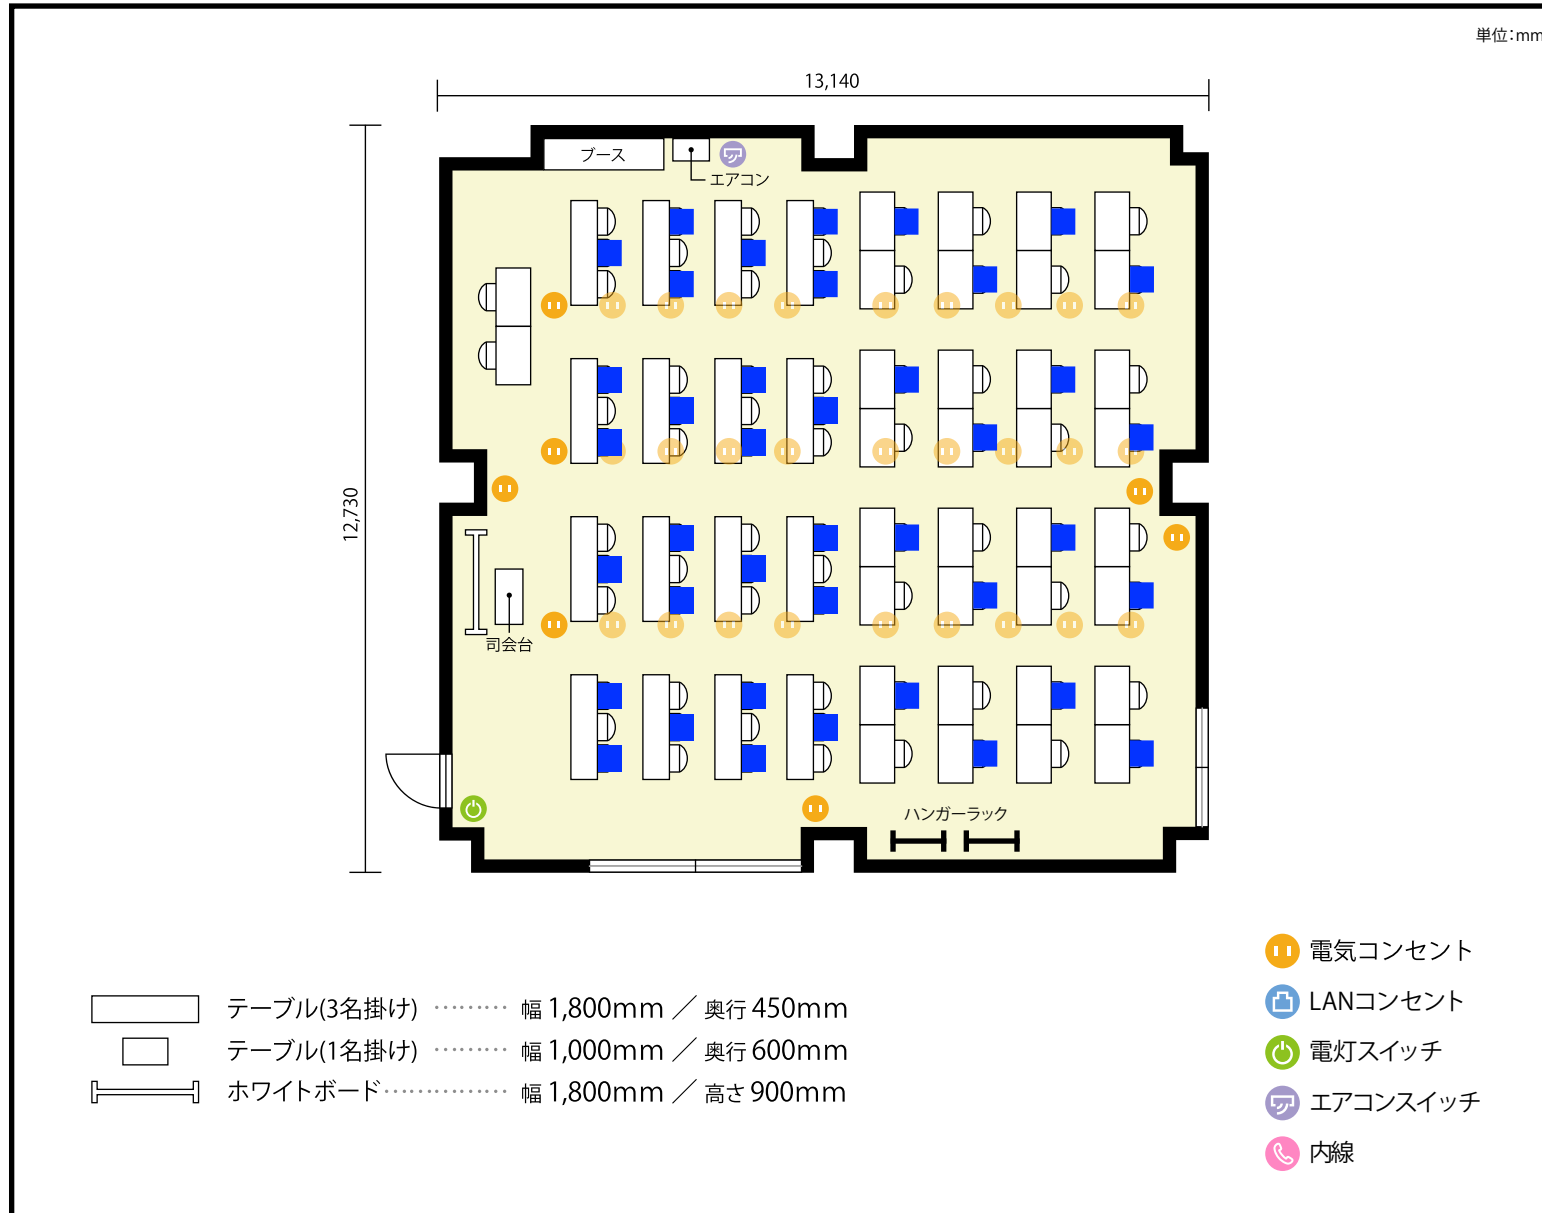 単位:mm
13,140
ブース
エアコン
12,730
司会台
ハンガーラック
テーブル(3名掛け) ········· 幅 1,800mm ／ 奥行 450mm
テーブル(1名掛け) ········· 幅 1,000mm ／ 奥行 600mm
ホワイトボード ··············· 幅 1,800mm ／ 高さ 900mm
電気コンセント
LANコンセント
電灯スイッチ
エアコンスイッチ
内線